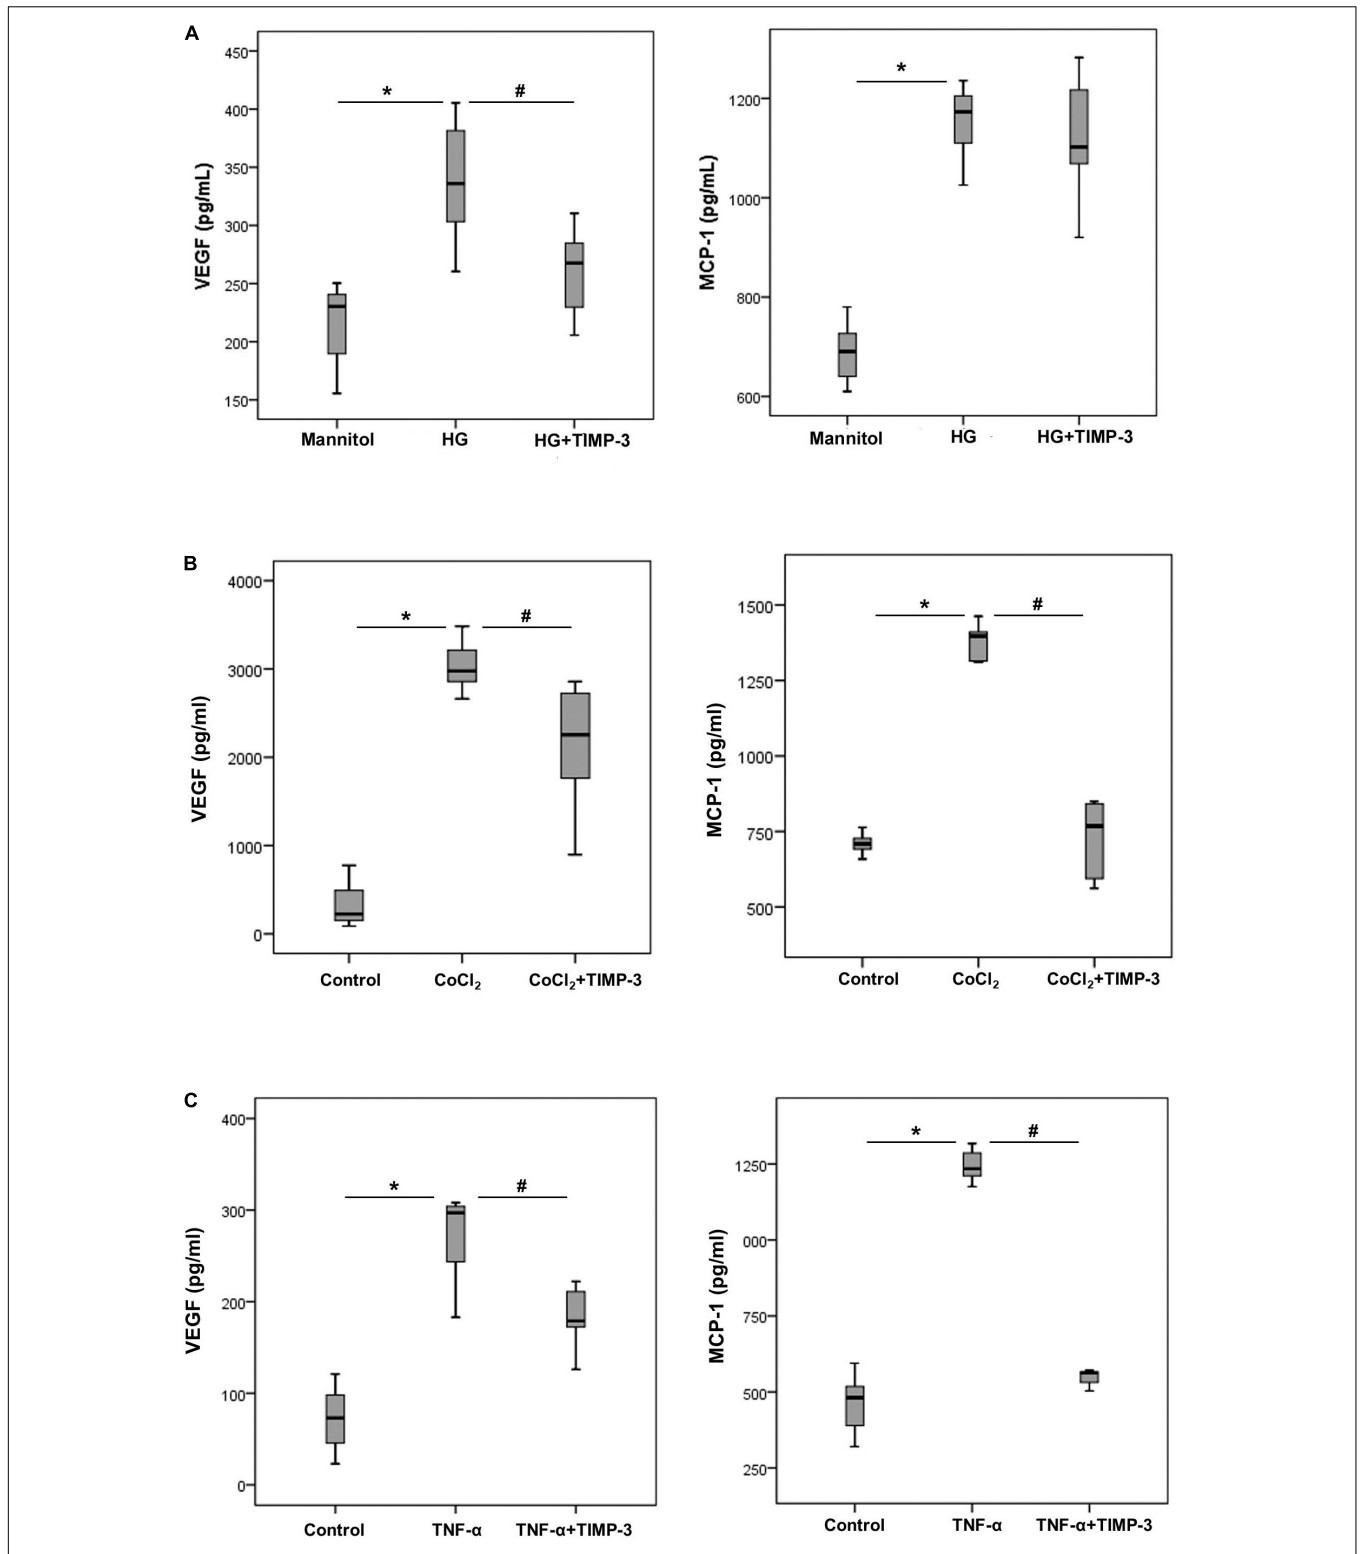 A
450
400
350
300
250
200
150
VEGF (pg/mL)
* #
Mannitol HG HG+TIMP-3
1200
1000
800
600
MCP-1 (pg/mL)
*
Mannitol HG HG+TIMP-3
B
4000
3000
2000
1000
0
VEGF (pg/ml)
* #
Control CoCl₂ CoCl₂+TIMP-3
1500
1250
1000
750
500
MCP-1 (pg/ml)
* #
Control CoCl₂ CoCl₂+TIMP-3
C
400
300
200
100
0
VEGF (pg/ml)
* #
Control TNF-α TNF-α+TIMP-3
1250
000
750
500
250
MCP-1 (pg/ml)
* #
Control TNF-α TNF-α+TIMP-3